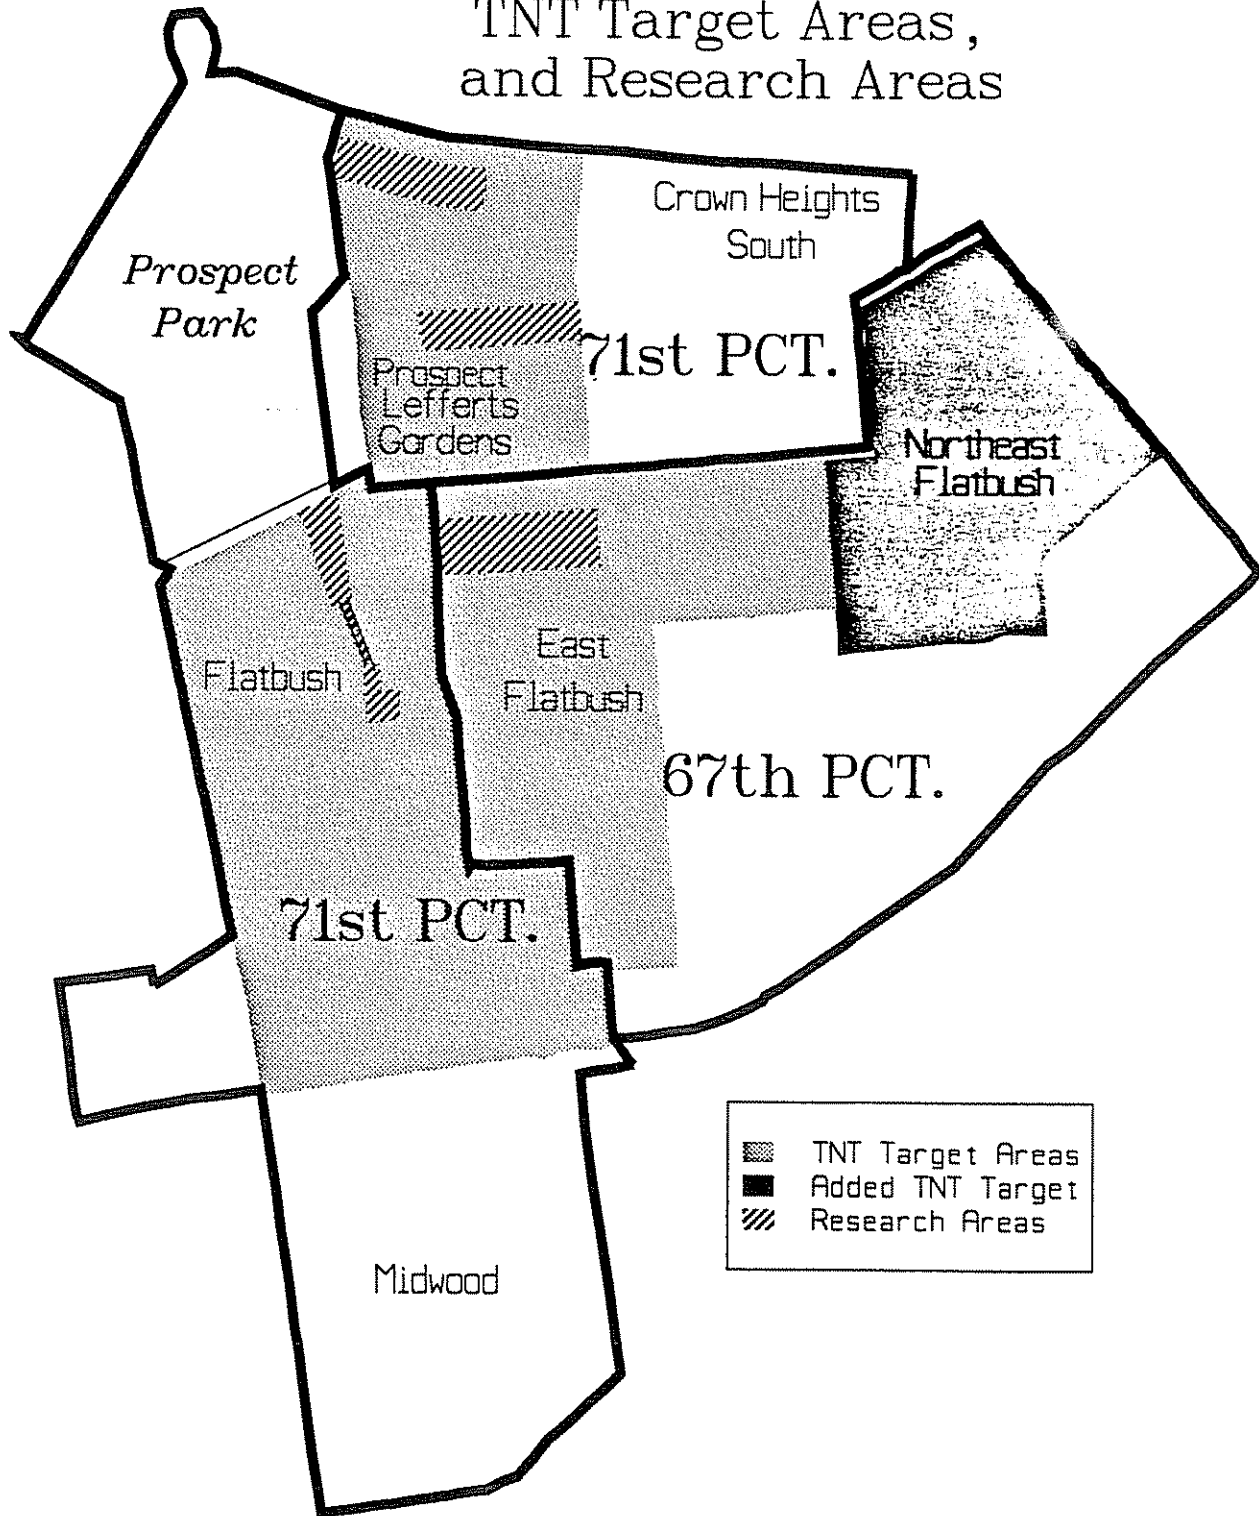 TNT Target Areas,
and Research Areas
Crown Heights
South
Prospect
Park
71st PCT.
Prospect
Lefferts
Gardens
Northeast
Flatbush
East
Flatbush
Flatbush
67th PCT.
71st PCT.
TNT Target Areas
Added TNT Target
Research Areas
Midwood